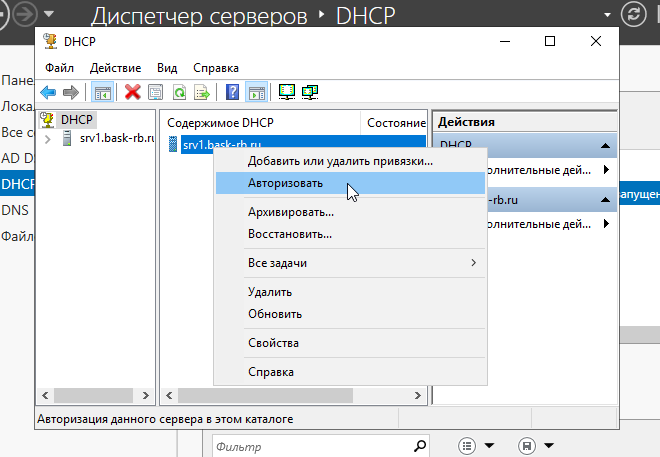 Диспетчер серверов
DHCP
DHCP
Файл Действие Вид Справка
Пане
Лока
Все с
AD D
DHCP
DNS
Файл
DHCP
srv1.bask-rb.ru
Содержимое DHCP Состояние
srv1.bask-rb.ru
Действия
DHCP
олнительные дей...
-rb.ru
олнительные дей...
запущен
Добавить или удалить привязки...
Авторизовать
Архивировать...
Восстановить...
Все задачи
Удалить
Обновить
Свойства
Справка
Авторизация данного сервера в этом каталоге
Фильтр